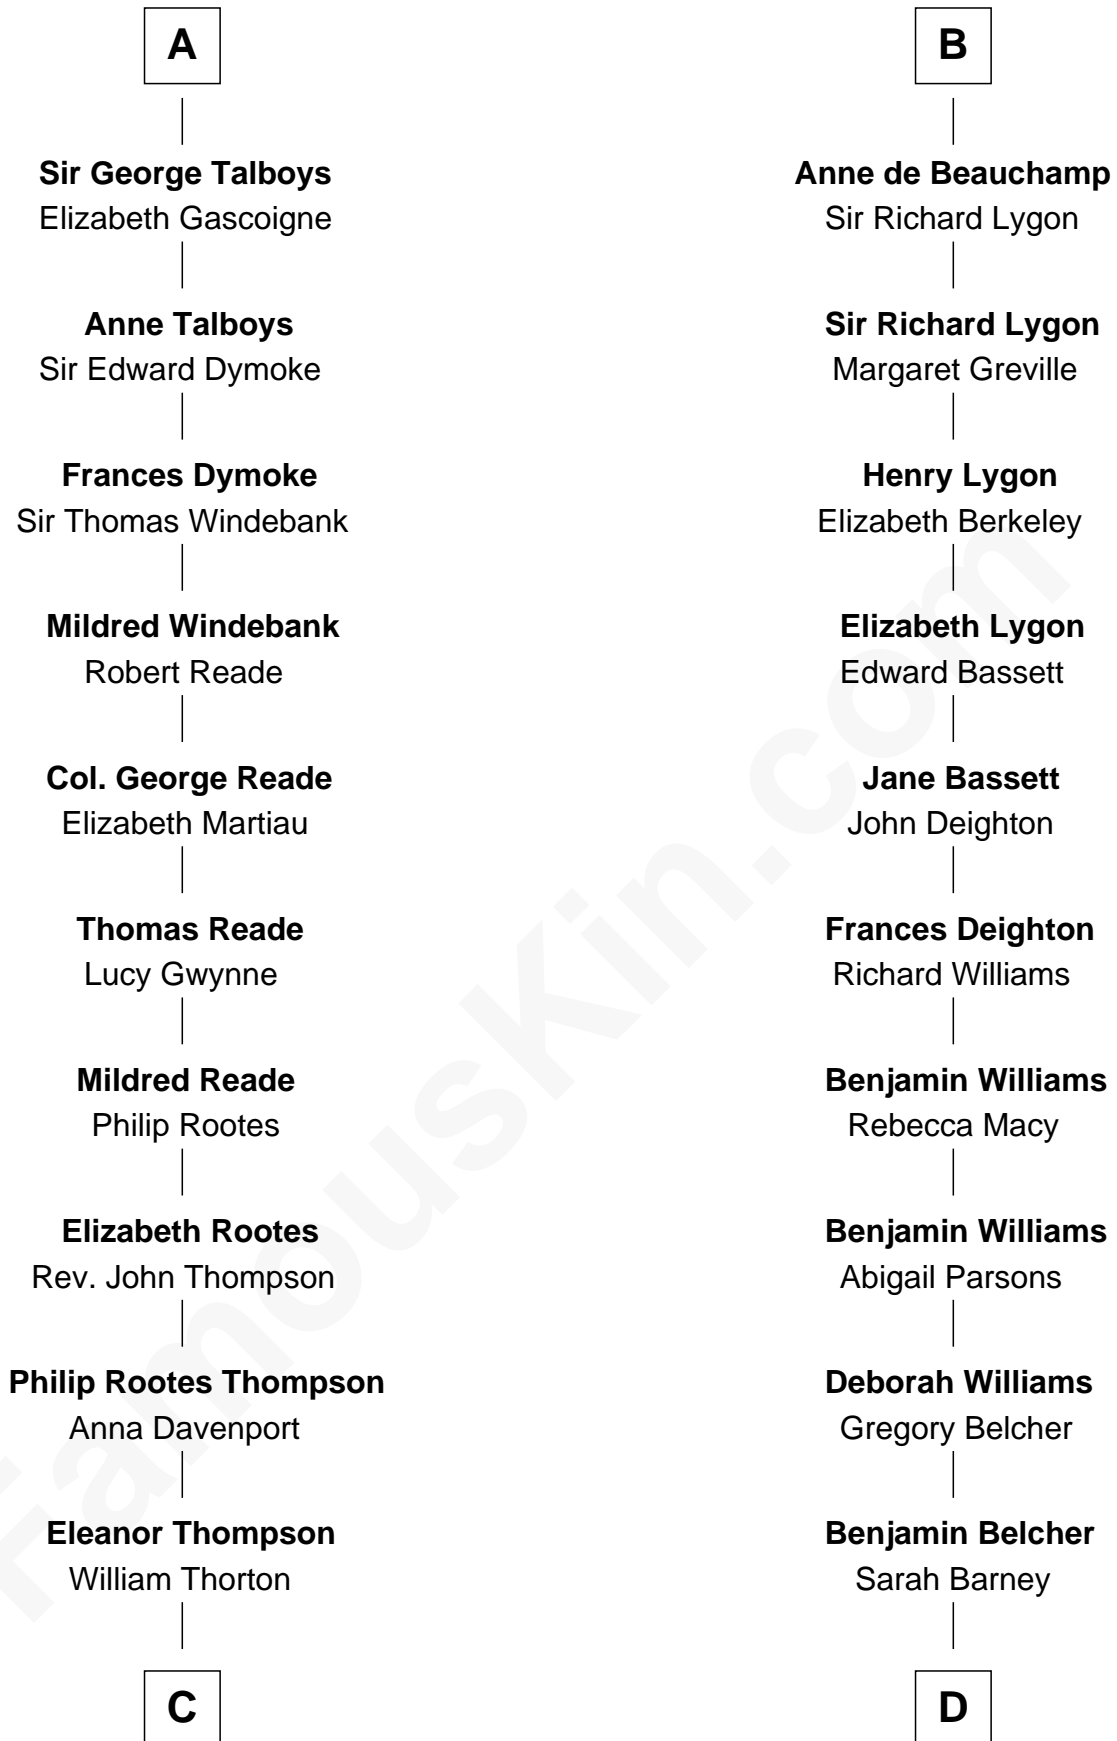 A
Sir George Talboys
Elizabeth Gascoigne
Anne Talboys
Sir Edward Dymoke
Frances Dymoke
Sir Thomas Windebank
Mildred Windebank
Robert Reade
Col. George Reade
Elizabeth Martiau
Thomas Reade
Lucy Gwynne
Mildred Reade
Philip Rootes
Elizabeth Rootes
Rev. John Thompson
Philip Rootes Thompson
Anna Davenport
Eleanor Thompson
William Thorton
C
B
Anne de Beauchamp
Sir Richard Lygon
Sir Richard Lygon
Margaret Greville
Henry Lygon
Elizabeth Berkeley
Elizabeth Lygon
Edward Bassett
Jane Bassett
John Deighton
Frances Deighton
Richard Williams
Benjamin Williams
Rebecca Macy
Benjamin Williams
Abigail Parsons
Deborah Williams
Gregory Belcher
Benjamin Belcher
Sarah Barney
D
FamousKin.com